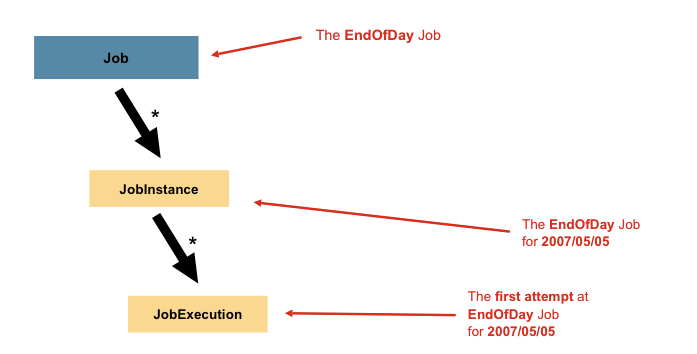 The EndOfDay Job
Job
*
JobInstance
The EndOfDay Job
for 2007/05/05
*
JobExecution
The first attempt at
EndOfDay Job
for 2007/05/05